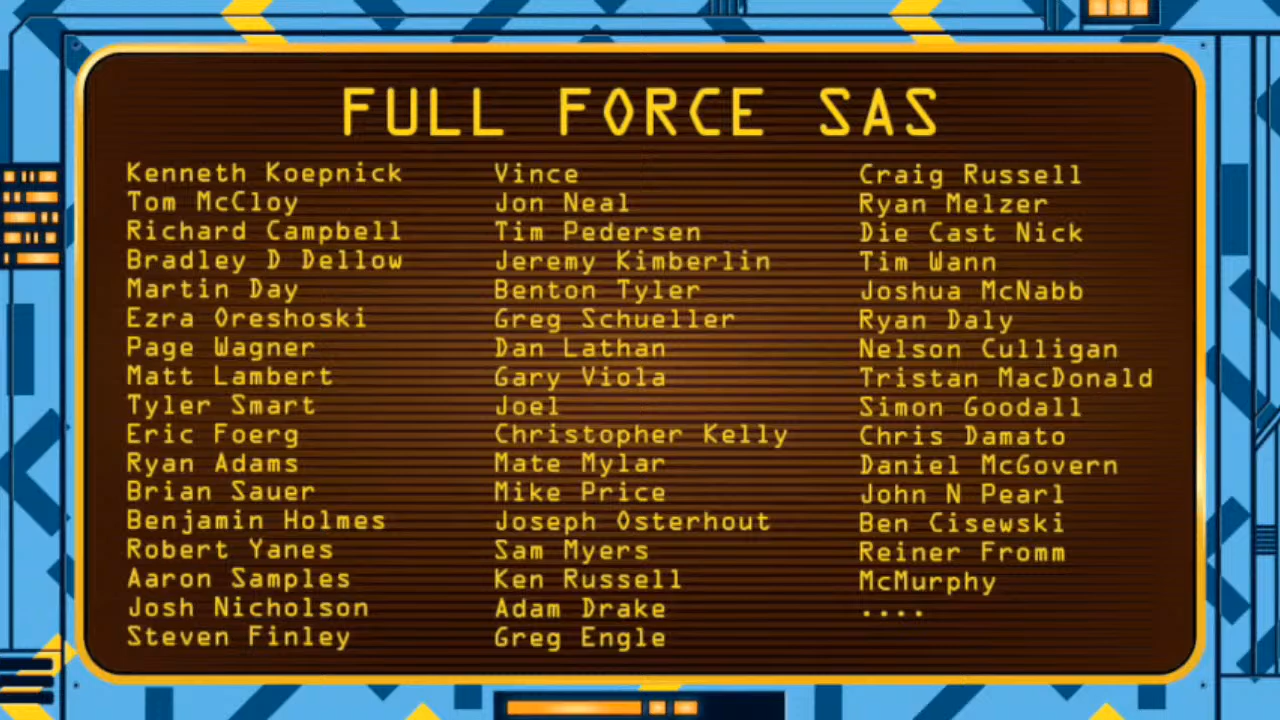 FULL FORCE SAS
Kenneth Koepnick
Tom McCloy
Richard Campbell
Bradley D Dellow
Martin Day
Ezra Oreshoski
Page Wagner
Matt Lambert
Tyler Smart
Eric Foerg
Ryan Adams
Brian Sauer
Benjamin Holmes
Robert Yanes
Aaron Samples
Josh Nicholson
Steven Finley
Vince
Jon Neal
Tim Pedersen
Jeremy Kimberlin
Benton Tyler
Greg Schueller
Dan Lathan
Gary Viola
Joel
Christopher Kelly
Mate Mylar
Mike Price
Joseph Osterhout
Sam Myers
Ken Russell
Adam Drake
Greg Engle
Craig Russell
Ryan Melzer
Die Cast Nick
Tim Wann
Joshua McNabb
Ryan Daly
Nelson Culligan
Tristan MacDonald
Simon Goodall
Chris Damato
Daniel McGovern
John N Pearl
Ben Cisewski
Reiner Fromm
McMurphy
....